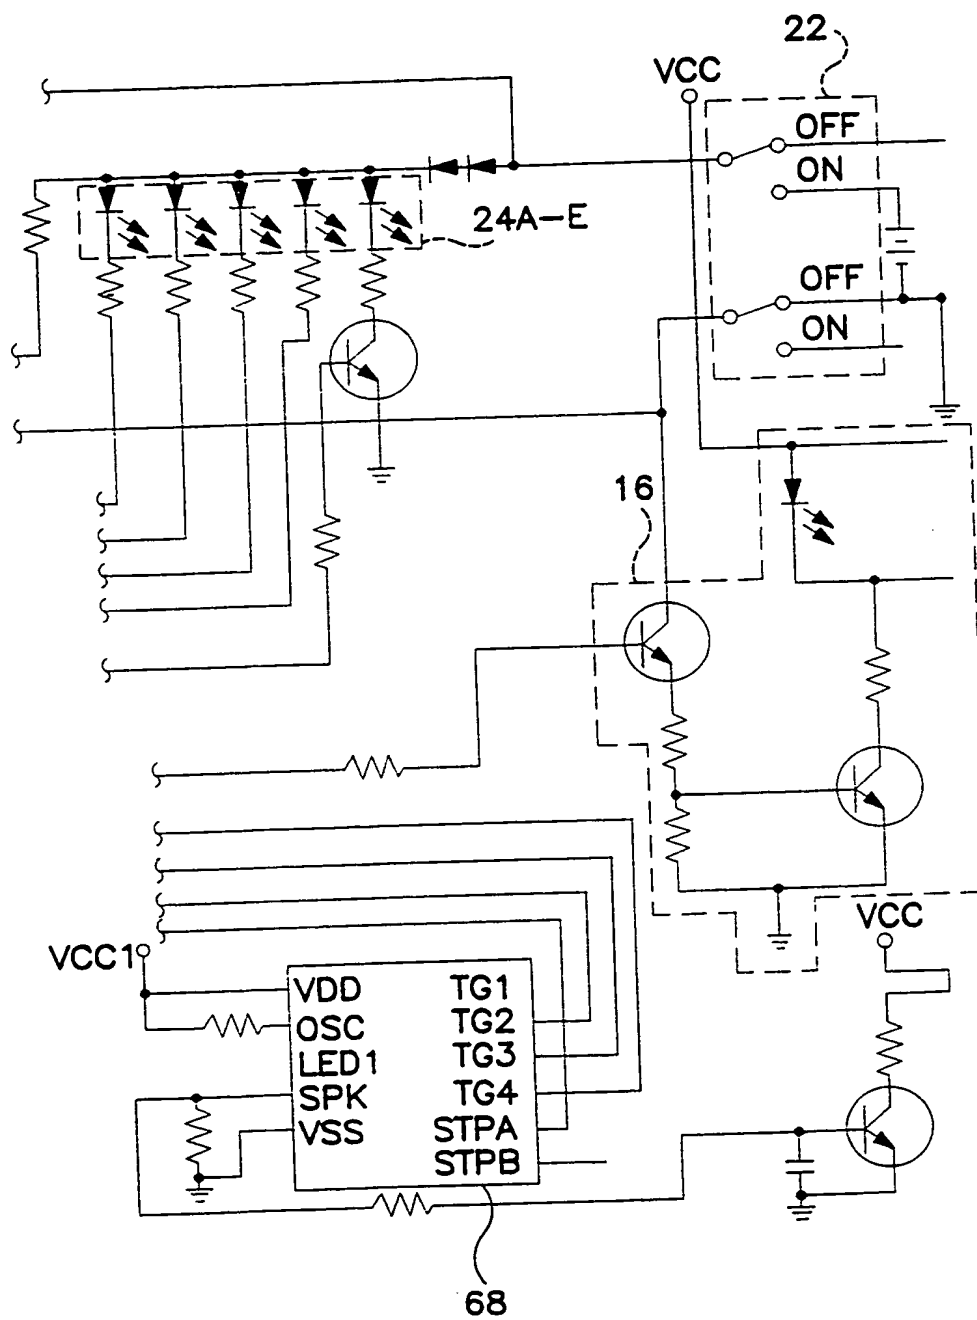 22
VCC
OFF
ON
24A-E
OFF
ON
16
VCC
VCC1
VDD
TG1
OSC
TG2
LED1
TG3
SPK
TG4
VSS
STPA
STPB
68